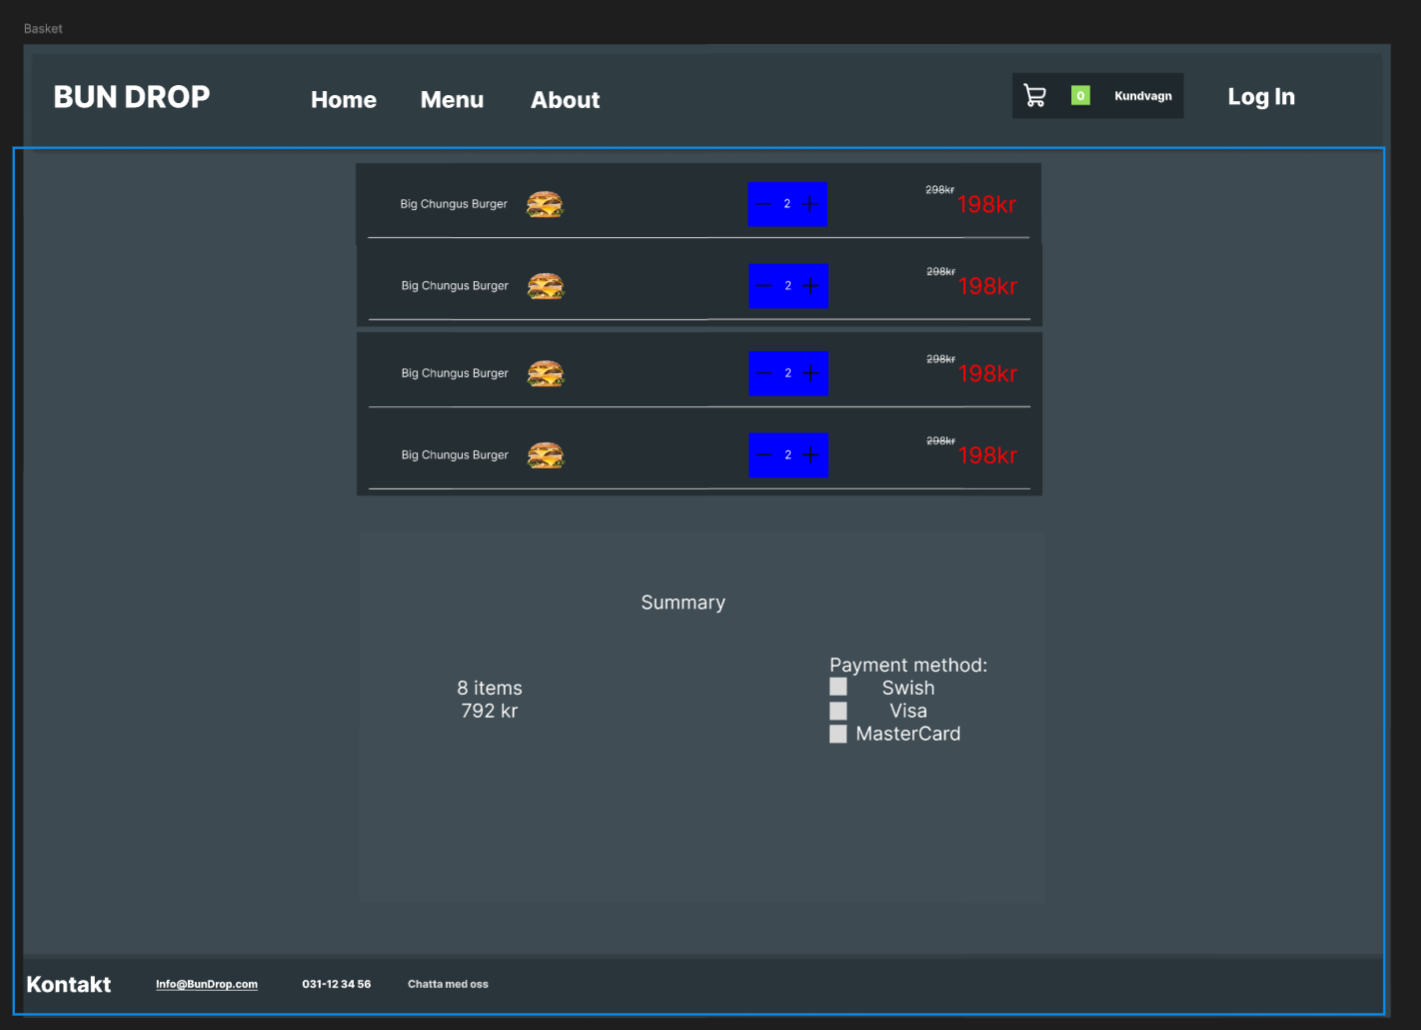 Basket
BUN DROP
Home Menu About
0 Kundvagn
Log In
Big Chungus Burger 2 298kr 198kr
Big Chungus Burger 2 298kr 198kr
Big Chungus Burger 2 298kr 198kr
Big Chungus Burger 2 298kr 198kr
Summary
8 items
792 kr
Payment method:
Swish
Visa
MasterCard
Kontakt Info@BunDrop.com 031-12 34 56 Chatta med oss